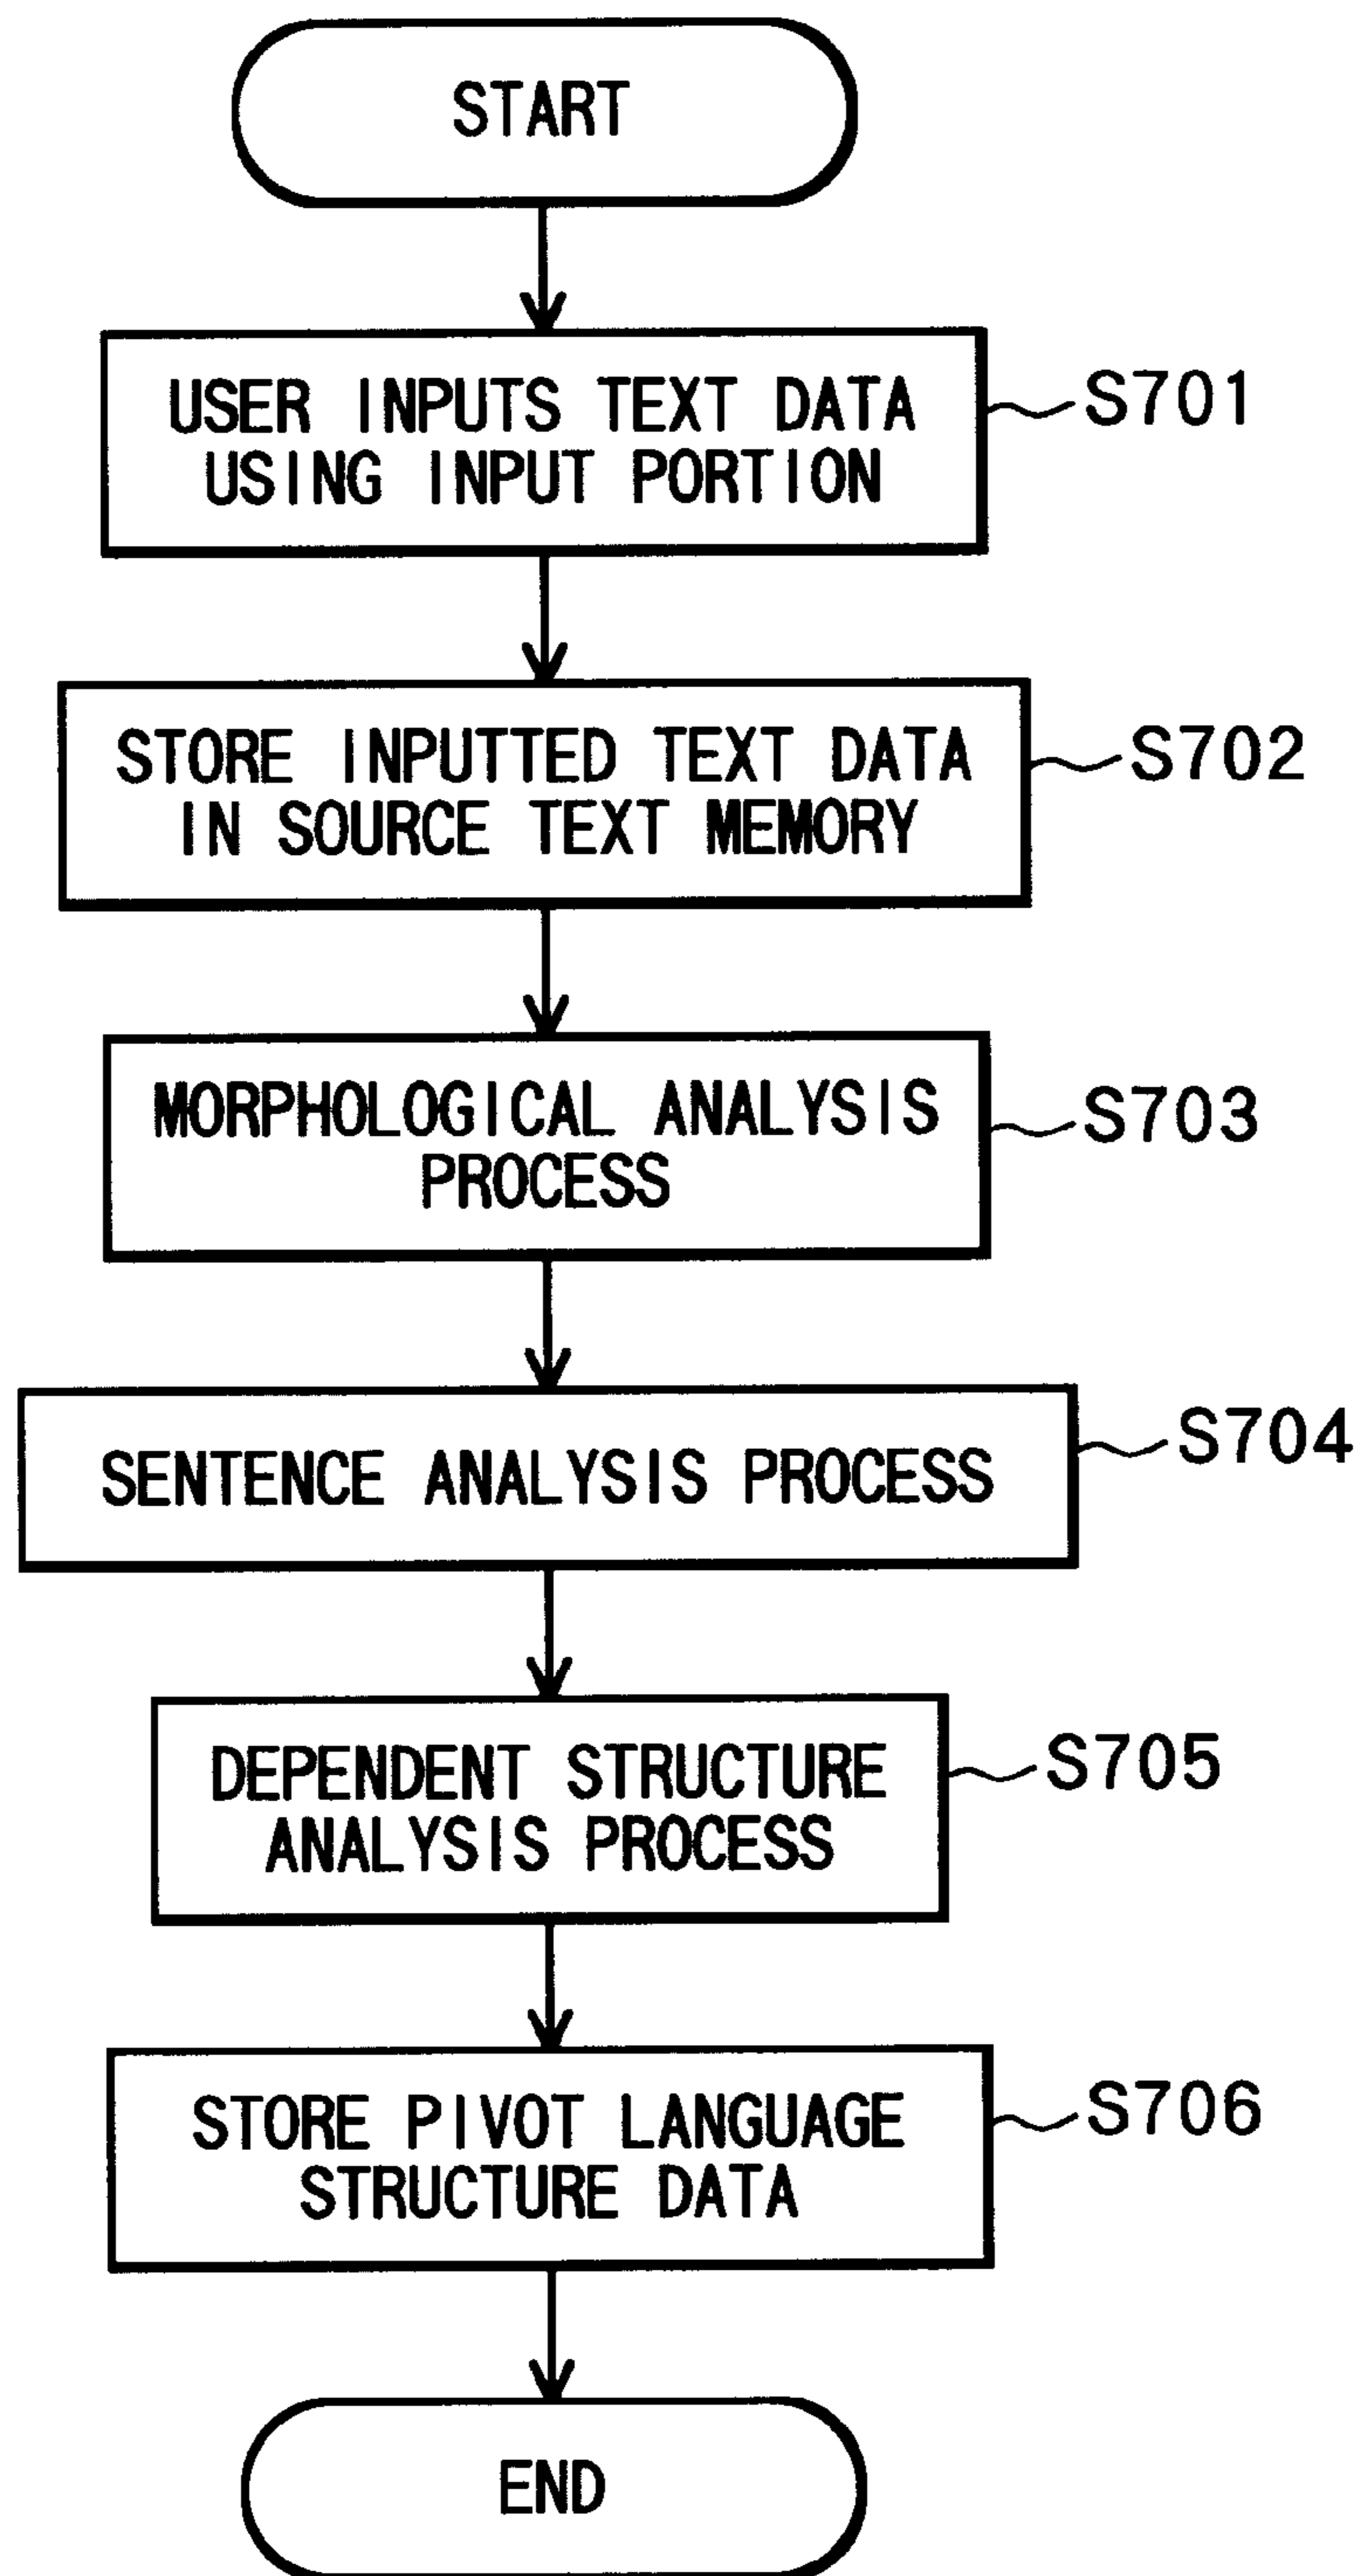 START
USER INPUTS TEXT DATA
USING INPUT PORTION
S701
STORE INPUTTED TEXT DATA
IN SOURCE TEXT MEMORY
S702
MORPHOLOGICAL ANALYSIS
PROCESS
S703
SENTENCE ANALYSIS PROCESS
S704
DEPENDENT STRUCTURE
ANALYSIS PROCESS
S705
STORE PIVOT LANGUAGE
STRUCTURE DATA
S706
END